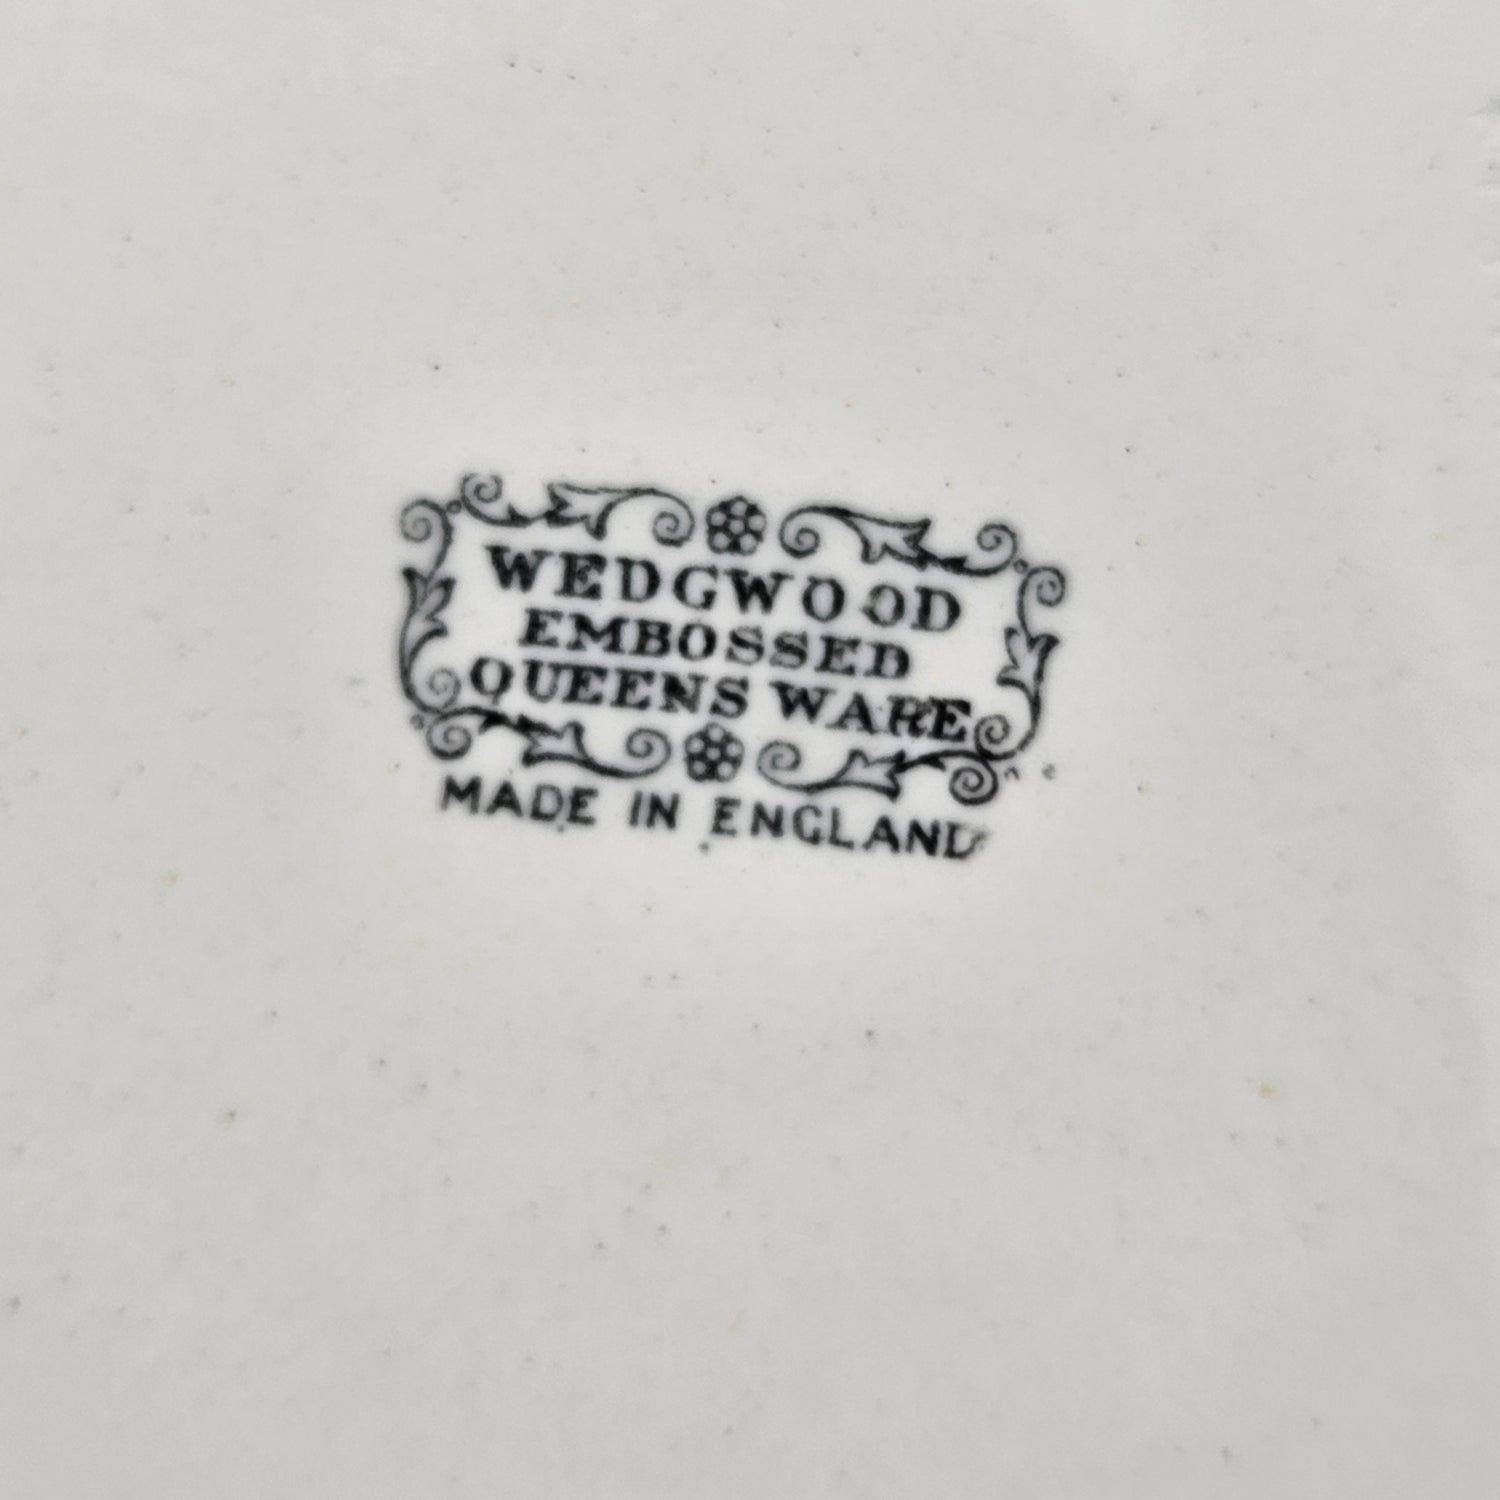 WEDGWOOD
EMBOSSED
QUEENS WARE
MADE IN ENGLAND